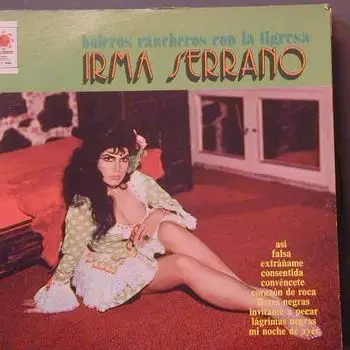 boleros rancheros con la tigresa
IRMA SERRANO
así
falsa
extráñame
consentida
convéncete
corazón de roca
flores negras
invítame a pecar
lágrimas negras
mi noche de ayer